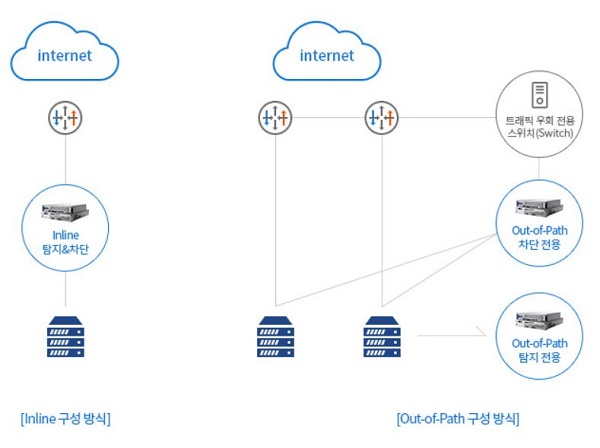 internet
Inline
탐지&차단
[Inline 구성 방식]
internet
트래픽 우회 전용
스위치(Switch)
Out-of-Path
차단 전용
Out-of-Path
탐지 전용
[Out-of-Path 구성 방식]